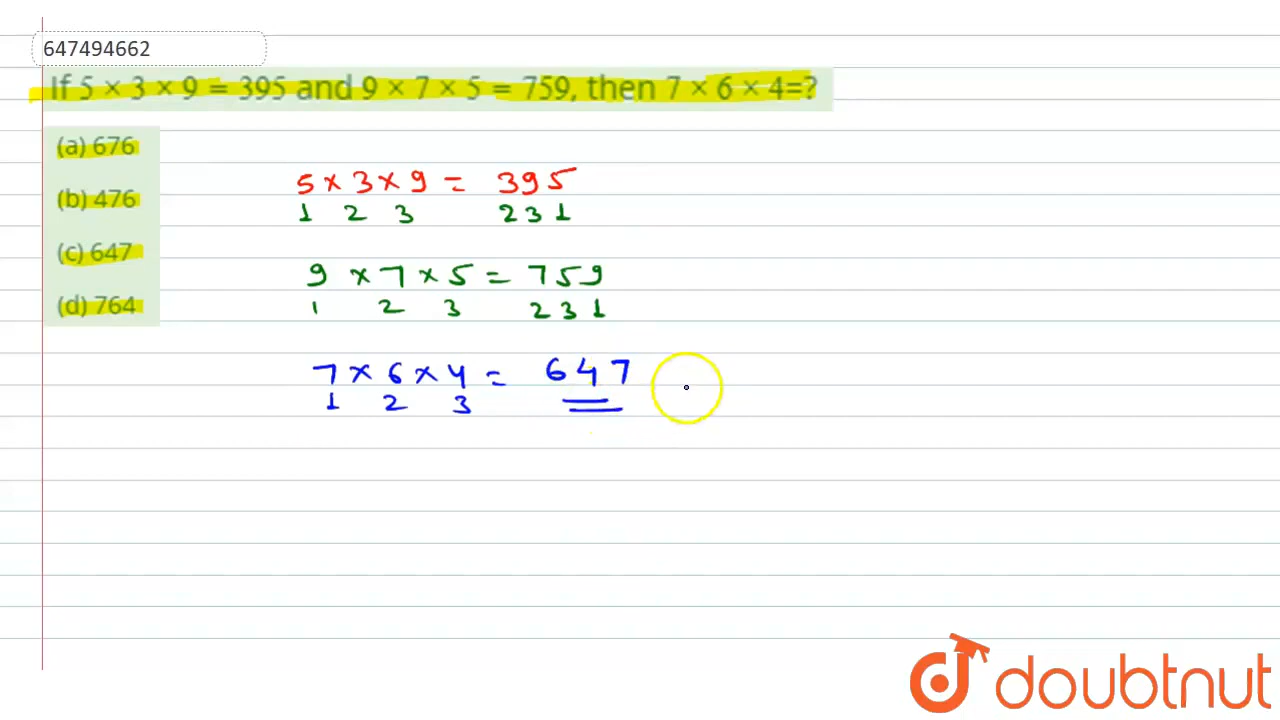 647494662
If 5 × 3 × 9 = 395 and 9 × 7 × 5 = 759, then 7 × 6 × 4=?
(a) 676
(b) 476
(c) 647
(d) 764
5 × 3 × 9 = 395
1 2 3 2 3 1
9 × 7 × 5 = 759
1 2 3 2 3 1
7 × 6 × 4 = 647
1 2 3
doubtnut